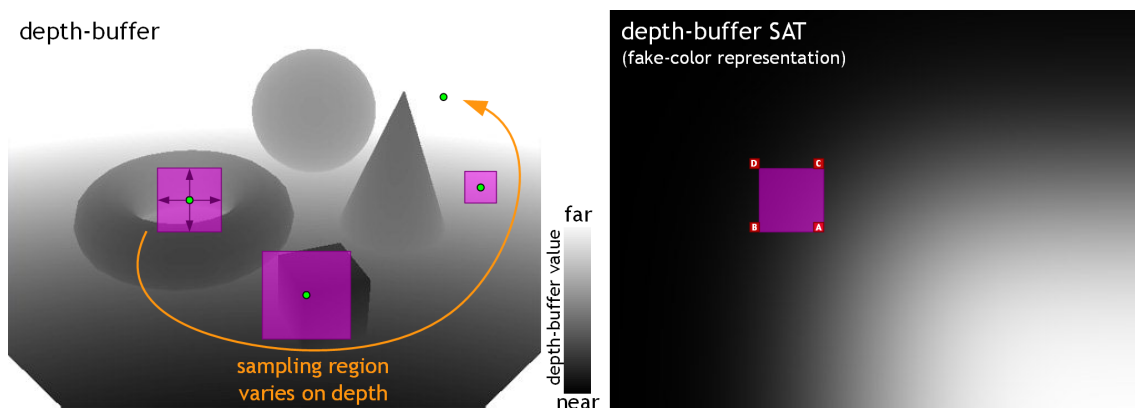 depth-buffer
sampling region
varies on depth
far
depth-buffer value
near
depth-buffer SAT
(fake-color representation)
D
C
B
A